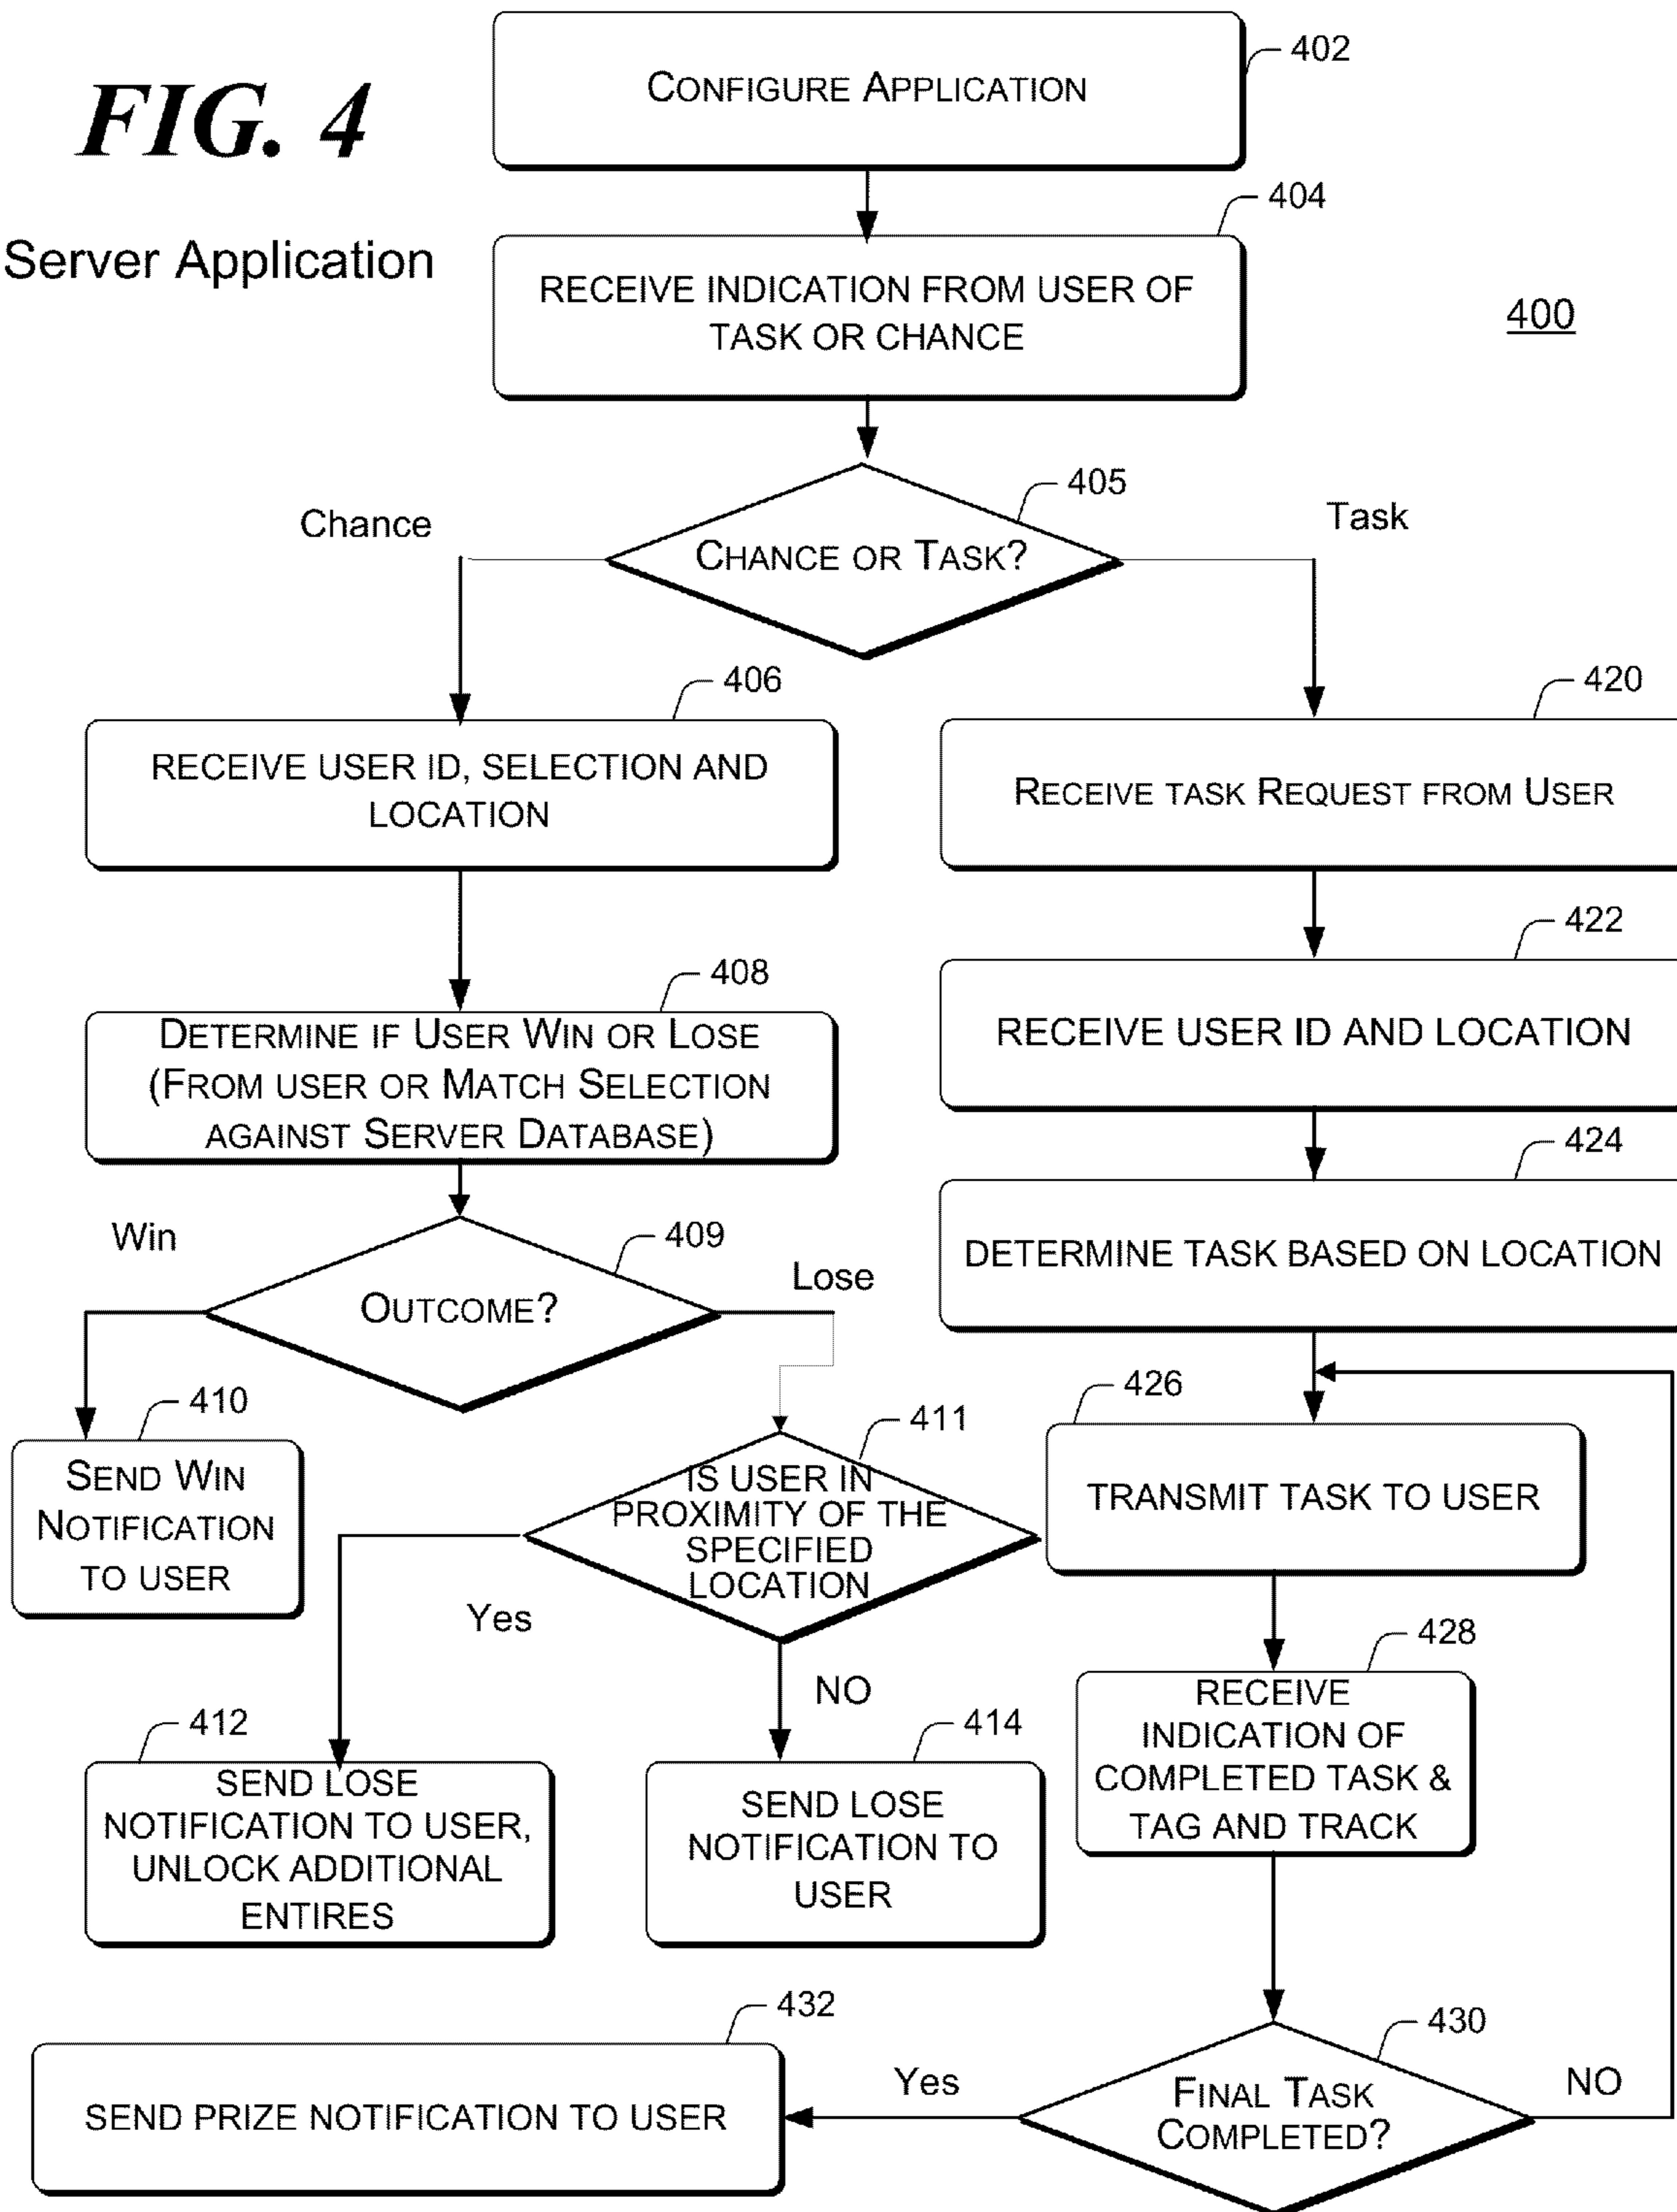 FIG. 4
Server Application
400
402
CONFIGURE APPLICATION
404
RECEIVE INDICATION FROM USER OF
TASK OR CHANCE
405
CHANCE OR TASK?
Chance
Task
406
RECEIVE USER ID, SELECTION AND
LOCATION
408
DETERMINE IF USER WIN OR LOSE
(FROM USER OR MATCH SELECTION
AGAINST SERVER DATABASE)
409
OUTCOME?
Win
Lose
410
SEND WIN
NOTIFICATION
TO USER
411
IS USER IN
PROXIMITY OF THE
SPECIFIED
LOCATION
Yes
NO
412
SEND LOSE
NOTIFICATION TO USER,
UNLOCK ADDITIONAL
ENTIRES
414
SEND LOSE
NOTIFICATION TO
USER
420
RECEIVE TASK REQUEST FROM USER
422
RECEIVE USER ID AND LOCATION
424
DETERMINE TASK BASED ON LOCATION
426
TRANSMIT TASK TO USER
428
RECEIVE
INDICATION OF
COMPLETED TASK &
TAG AND TRACK
430
FINAL TASK
COMPLETED?
NO
Yes
432
SEND PRIZE NOTIFICATION TO USER